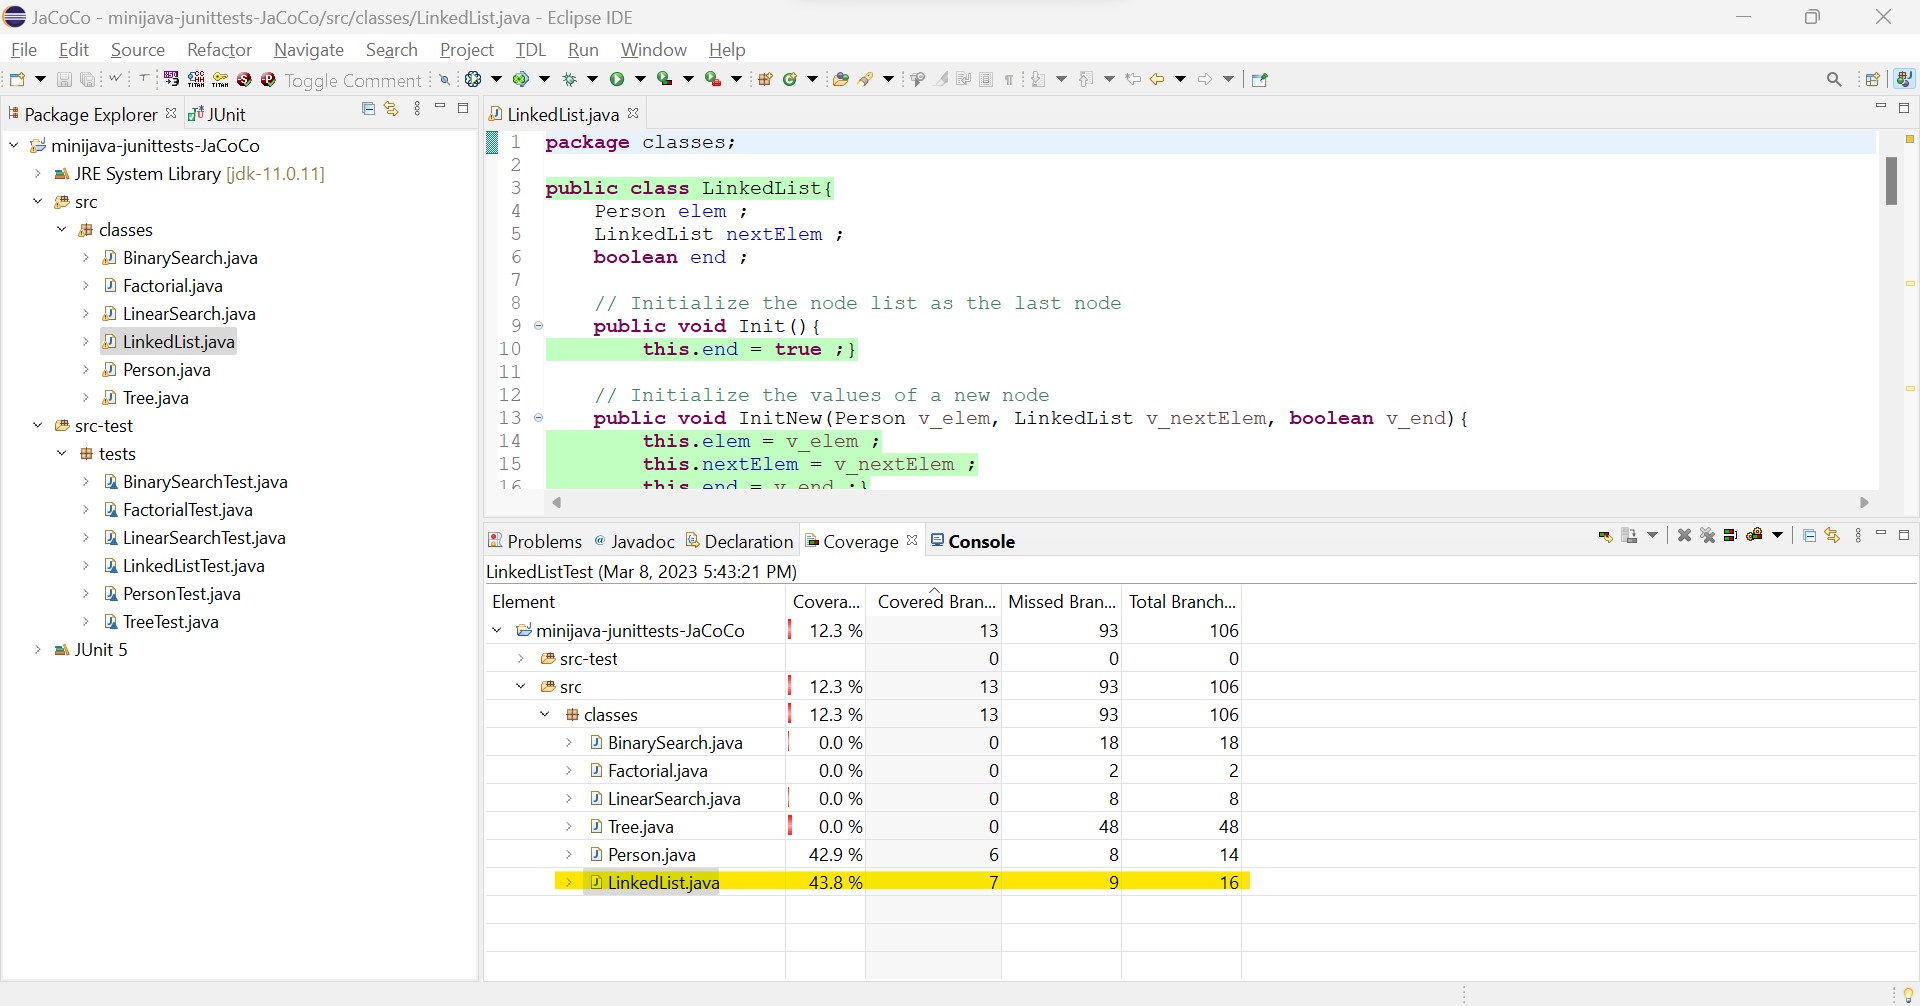 JaCoCo - minijava-junittests-JaCoCo/src/classes/LinkedList.java - Eclipse IDE
File Edit Source Refactor Navigate Search Project TDL Run Window Help
Toggle Comment
Package Explorer JUnit
minijava-junittests-JaCoCo
JRE System Library [jdk-11.0.11]
src
classes
BinarySearch.java
Factorial.java
LinearSearch.java
LinkedList.java
Person.java
Tree.java
src-test
tests
BinarySearchTest.java
FactorialTest.java
LinearSearchTest.java
LinkedListTest.java
PersonTest.java
TreeTest.java
JUnit 5
LinkedList.java
1 package classes;
2
3 public class LinkedList{
4 Person elem ;
5 LinkedList nextElem ;
6 boolean end ;
7
8 // Initialize the node list as the last node
9 public void Init(){
10 this.end = true ;}
11
12 // Initialize the values of a new node
13 public void InitNew(Person v_elem, LinkedList v_nextElem, boolean v_end){
14 this.elem = v_elem ;
15 this.nextElem = v_nextElem ;
16 this.end = v_end ;}
Problems Javadoc Declaration Coverage Console
LinkedListTest (Mar 8, 2023 5:43:21 PM)
Element Covera... Covered Bran... Missed Bran... Total Branch...
minijava-junittests-JaCoCo 12.3 % 13 93 106
src-test 0 0 0
src 12.3 % 13 93 106
classes 12.3 % 13 93 106
BinarySearch.java 0.0 % 0 18 18
Factorial.java 0.0 % 0 2 2
LinearSearch.java 0.0 % 0 8 8
Tree.java 0.0 % 0 48 48
Person.java 42.9 % 6 8 14
LinkedList.java 43.8 % 7 9 16